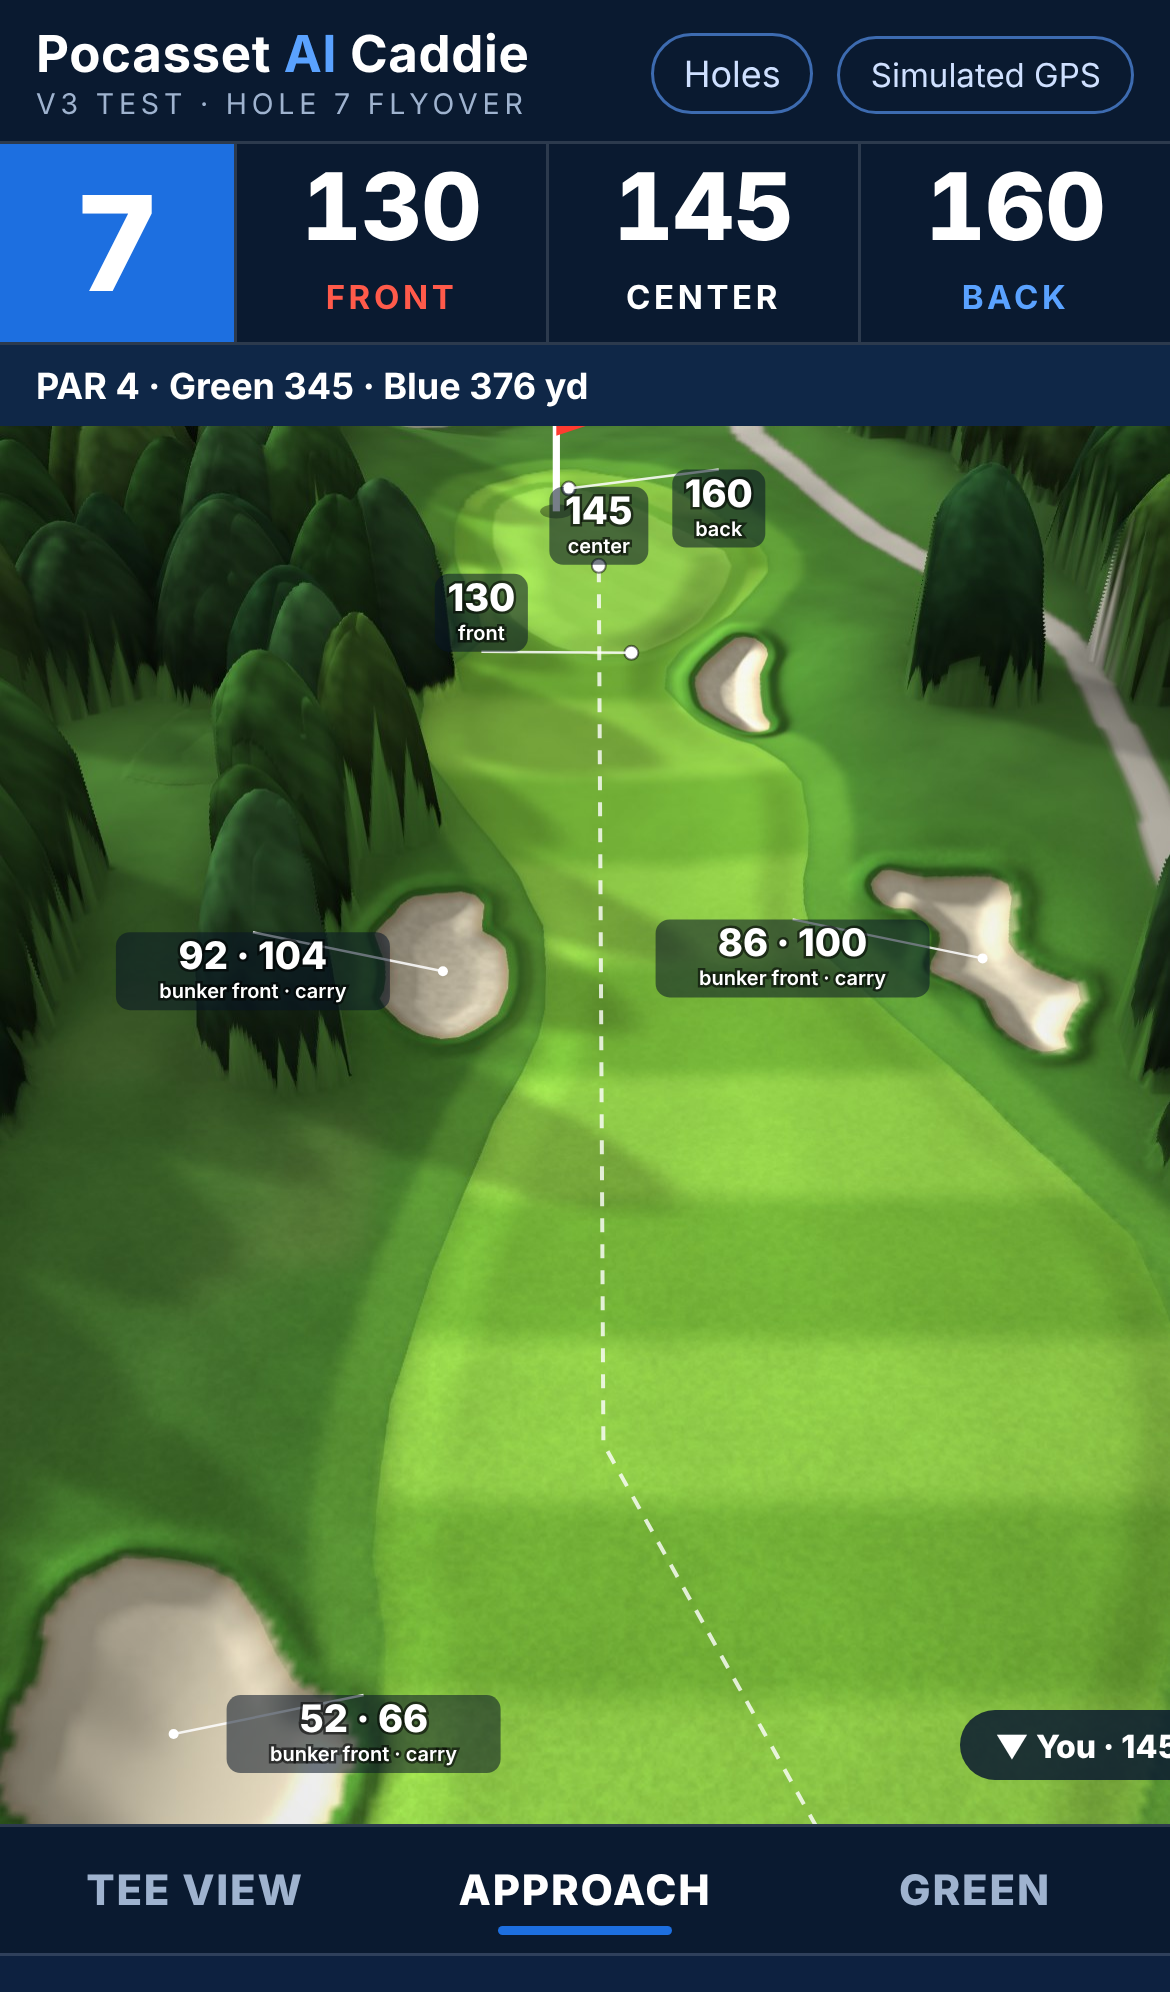 Pocasset AI Caddie
V3 TEST · HOLE 7 FLYOVER
Holes
Simulated GPS
7
130
FRONT
145
CENTER
160
BACK
PAR 4 · Green 345 · Blue 376 yd
145
center
160
back
130
front
92 · 104
bunker front · carry
86 · 100
bunker front · carry
52 · 66
bunker front · carry
▼ You · 145
TEE VIEW
APPROACH
GREEN